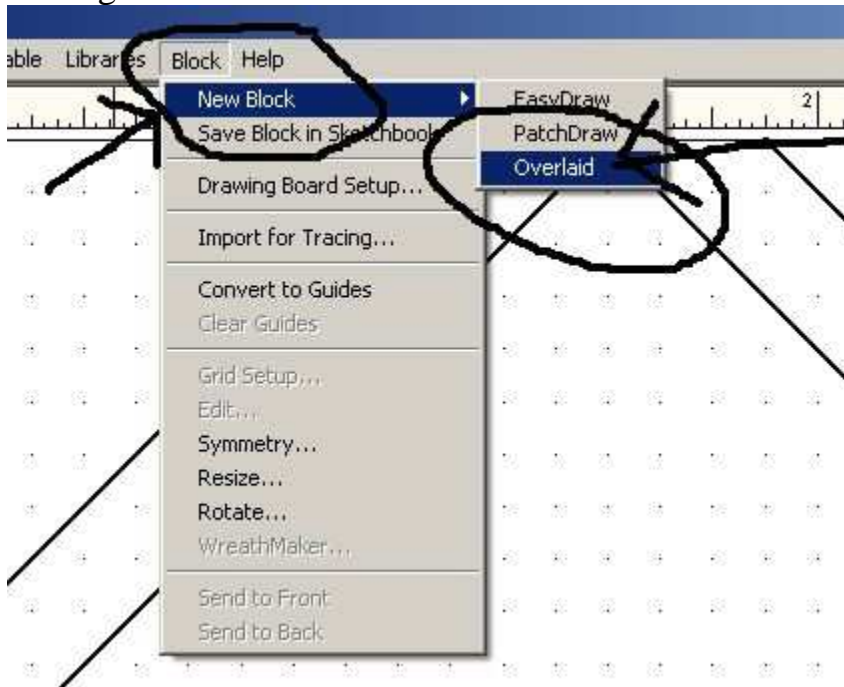 Libraries Block Help
New Block
Save Block in Sketchbook
Drawing Board Setup...
Import for Tracing...
Convert to Guides
Clear Guides
Grid Setup...
Edit...
Symmetry...
Resize...
Rotate...
WreathMaker...
Send to Front
Send to Back
EasyDraw
PatchDraw
Overlaid
2